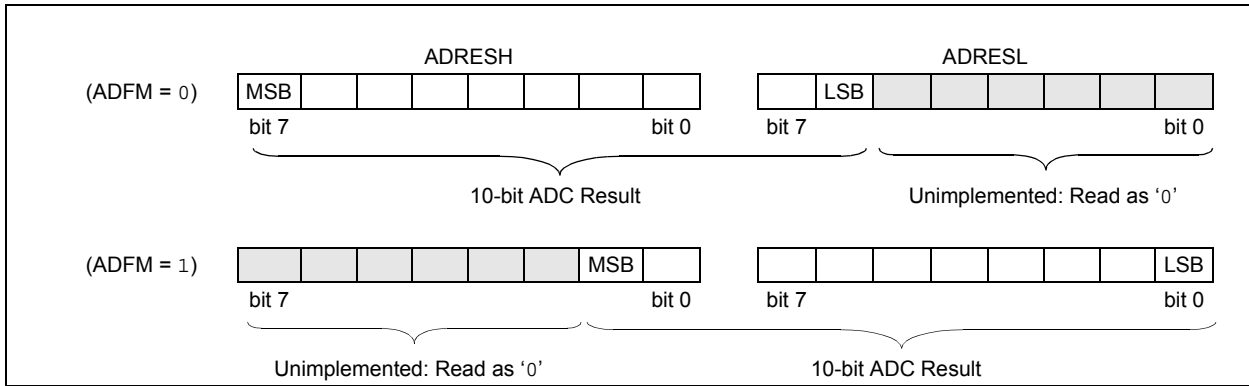 ADRESH ADRESL
(ADFM = 0) MSB LSB
bit 7 bit 0 bit 7 bit 0
10-bit ADC Result Unimplemented: Read as ‘0’
(ADFM = 1) MSB LSB
bit 7 bit 0 bit 7 bit 0
Unimplemented: Read as ‘0’ 10-bit ADC Result